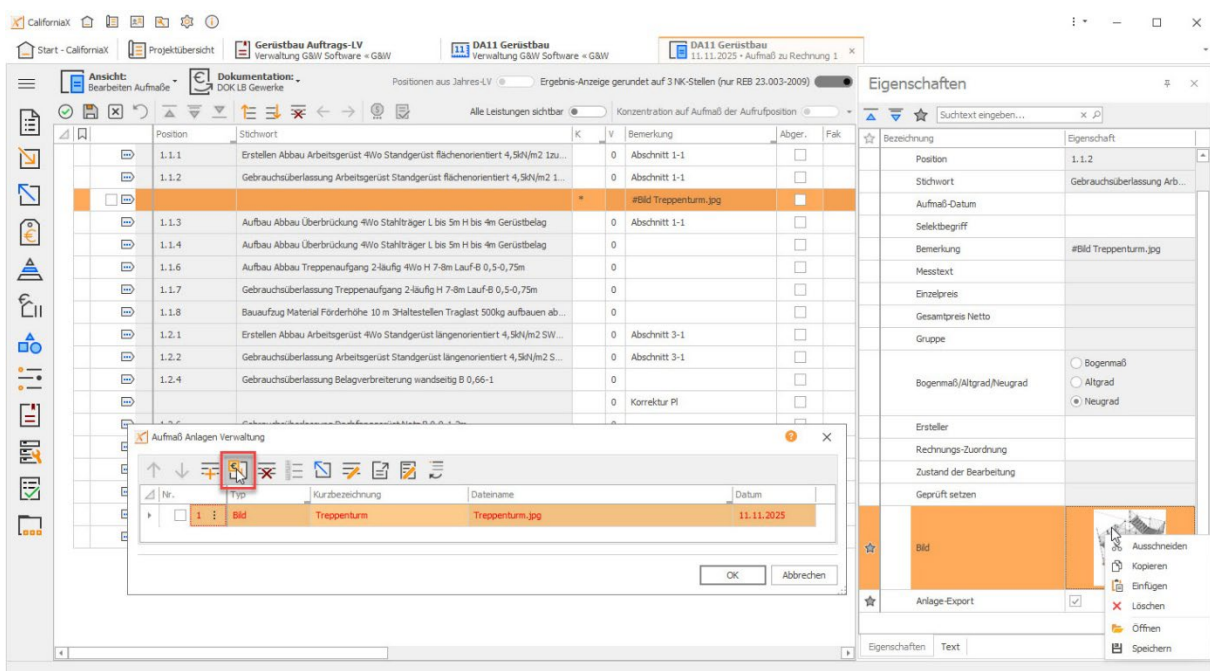 CaliforniaX
Start - CaliforniaX
Projektübersicht
Gerüstbau Auftrags-LV
Verwaltung G&W Software « G&W
11
DA11 Gerüstbau
Verwaltung G&W Software « G&W
DA11 Gerüstbau
11.11.2025 • Aufmaß zu Rechnung 1
Ansicht:
Bearbeiten Aufmaße
Dokumentation:
DOK LB Gewerke
Positionen aus Jahres-LV
Ergebnis-Anzeige gerundet auf 3 NK-Stellen (nur REB 23.003-2009)
Alle Leistungen sichtbar
Konzentration auf Aufmaß der Aufrufposition
Position Stichwort K V Bemerkung Abger. Fak
1.1.1 Erstellen Abbau Arbeitsgerüst 4Wo Standgerüst flächenorientiert 4,5kN/m2 1zu... 0 Abschnitt 1-1
1.1.2 Gebrauchsüberlassung Arbeitsgerüst Standgerüst flächenorientiert 4,5kN/m2 1... 0 Abschnitt 1-1
* #Bild Treppenturm.jpg
1.1.3 Aufbau Abbau Überbrückung 4Wo Stahlträger L bis 5m H bis 4m Gerüstbelag 0 Abschnitt 1-1
1.1.4 Aufbau Abbau Überbrückung 4Wo Stahlträger L bis 5m H bis 4m Gerüstbelag 0
1.1.6 Aufbau Abbau Treppenaufgang 2-läufig 4Wo H 7-8m Lauf-B 0,5-0,75m 0
1.1.7 Gebrauchsüberlassung Treppenaufgang 2-läufig H 7-8m Lauf-B 0,5-0,75m 0
1.1.8 Bauaufzug Material Förderhöhe 10 m 3Haltestellen Traglast 500kg aufbauen ab... 0
1.2.1 Erstellen Abbau Arbeitsgerüst 4Wo Standgerüst längenorientiert 4,5kN/m2 SW... 0 Abschnitt 3-1
1.2.2 Gebrauchsüberlassung Arbeitsgerüst Standgerüst längenorientiert 4,5kN/m2 S... 0 Abschnitt 3-1
1.2.4 Gebrauchsüberlassung Belagverbreiterung wandseitig B 0,66-1 0
0 Korrektur Pl
Aufmaß Anlagen Verwaltung
Nr. Typ Kurzbezeichnung Dateiname Datum
1 Bild Treppenturm Treppenturm.jpg 11.11.2025
OK Abbrechen
Eigenschaften
Suchtext eingeben...
Bezeichnung Eigenschaft
Position 1.1.2
Stichwort Gebrauchsüberlassung Arb...
Aufmaß-Datum
Selektbegriff
Bemerkung #Bild Treppenturm.jpg
Messtext
Einzelpreis
Gesamtpreis Netto
Gruppe
Bogenmaß/Altgrad/Neugrad
Bogenmaß
Altgrad
Neugrad
Ersteller
Rechnungs-Zuordnung
Zustand der Bearbeitung
Geprüft setzen
Bild
Anlage-Export
Ausschneiden
Kopieren
Einfügen
Löschen
Öffnen
Speichern
Eigenschaften Text